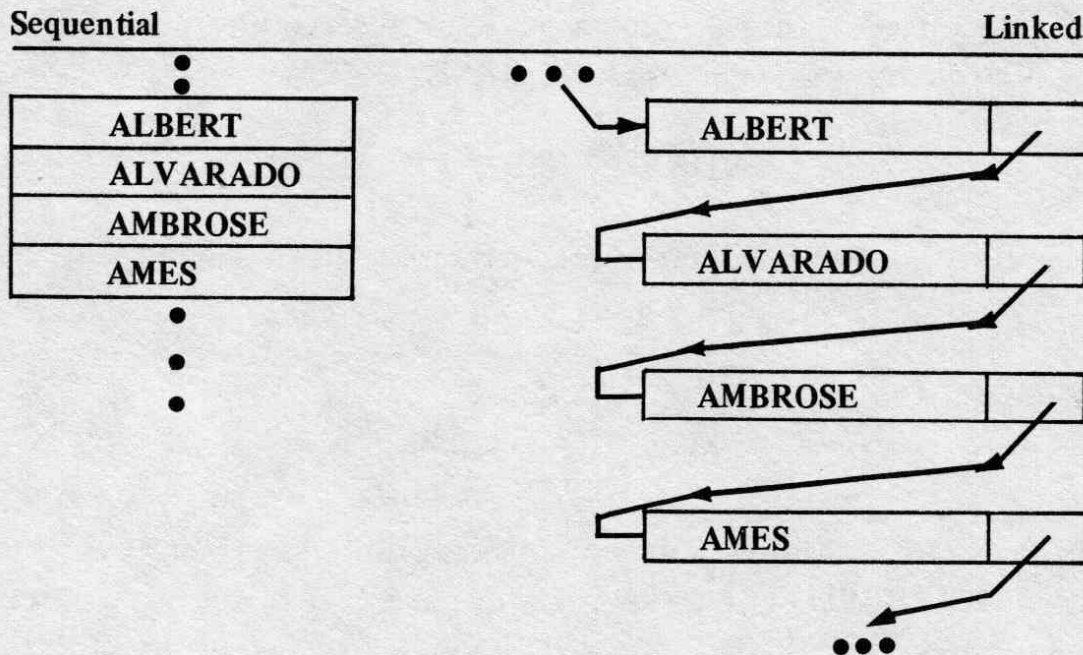 Sequential Linked
ALBERT
ALVARADO
AMBROSE
AMES
ALBERT
ALVARADO
AMBROSE
AMES